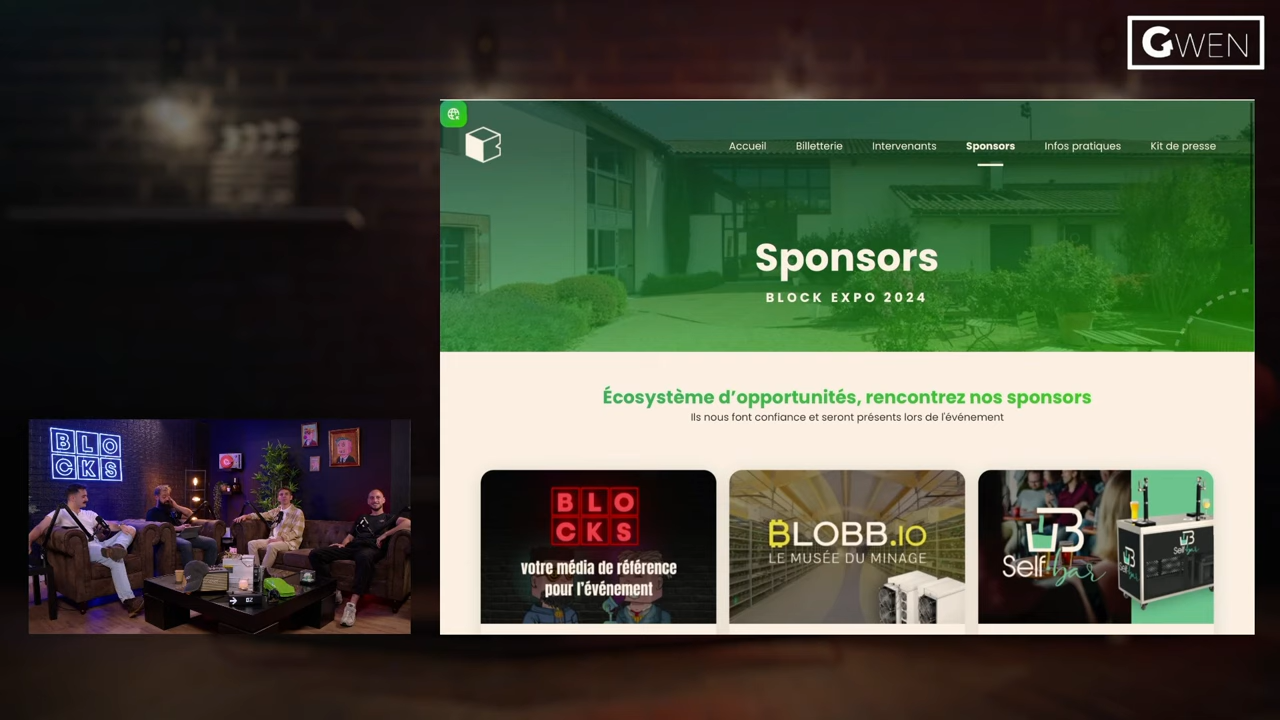 GWEN
Accueil Billetterie Intervenants Sponsors Infos pratiques Kit de presse
Sponsors
BLOCK EXPO 2024
Écosystème d'opportunités, rencontrez nos sponsors
Ils nous font confiance et seront présents lors de l'événement
BLO
CKS
BLO
CKS
votre média de référence
pour l'événement
BLOBB.IO
LE MUSÉE DU MINAGE
B
Self bar
B
Self bar